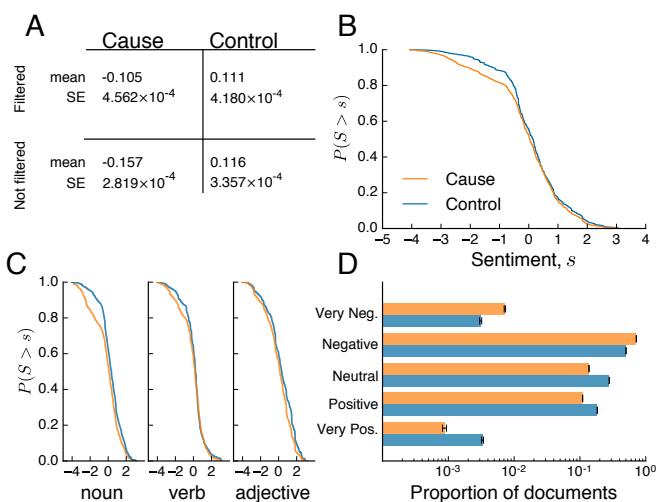 A
Cause Control
Filtered
mean -0.105 0.111
SE 4.562×10⁻⁴ 4.180×10⁻⁴
Not filtered
mean -0.157 0.116
SE 2.819×10⁻⁴ 3.357×10⁻⁴
B
P(S > s)
1.0
0.8
0.6
0.4
0.2
0.0
Cause
Control
−5 −4 −3 −2 −1 0 1 2 3 4
Sentiment, s
C
P(S > s)
1.0
0.8
0.6
0.4
0.2
0.0
−4 −2 0 2 −4 −2 0 2 −4 −2 0 2
noun verb adjective
D
Very Neg.
Negative
Neutral
Positive
Very Pos.
10⁻³ 10⁻² 10⁻¹ 10⁰
Proportion of documents